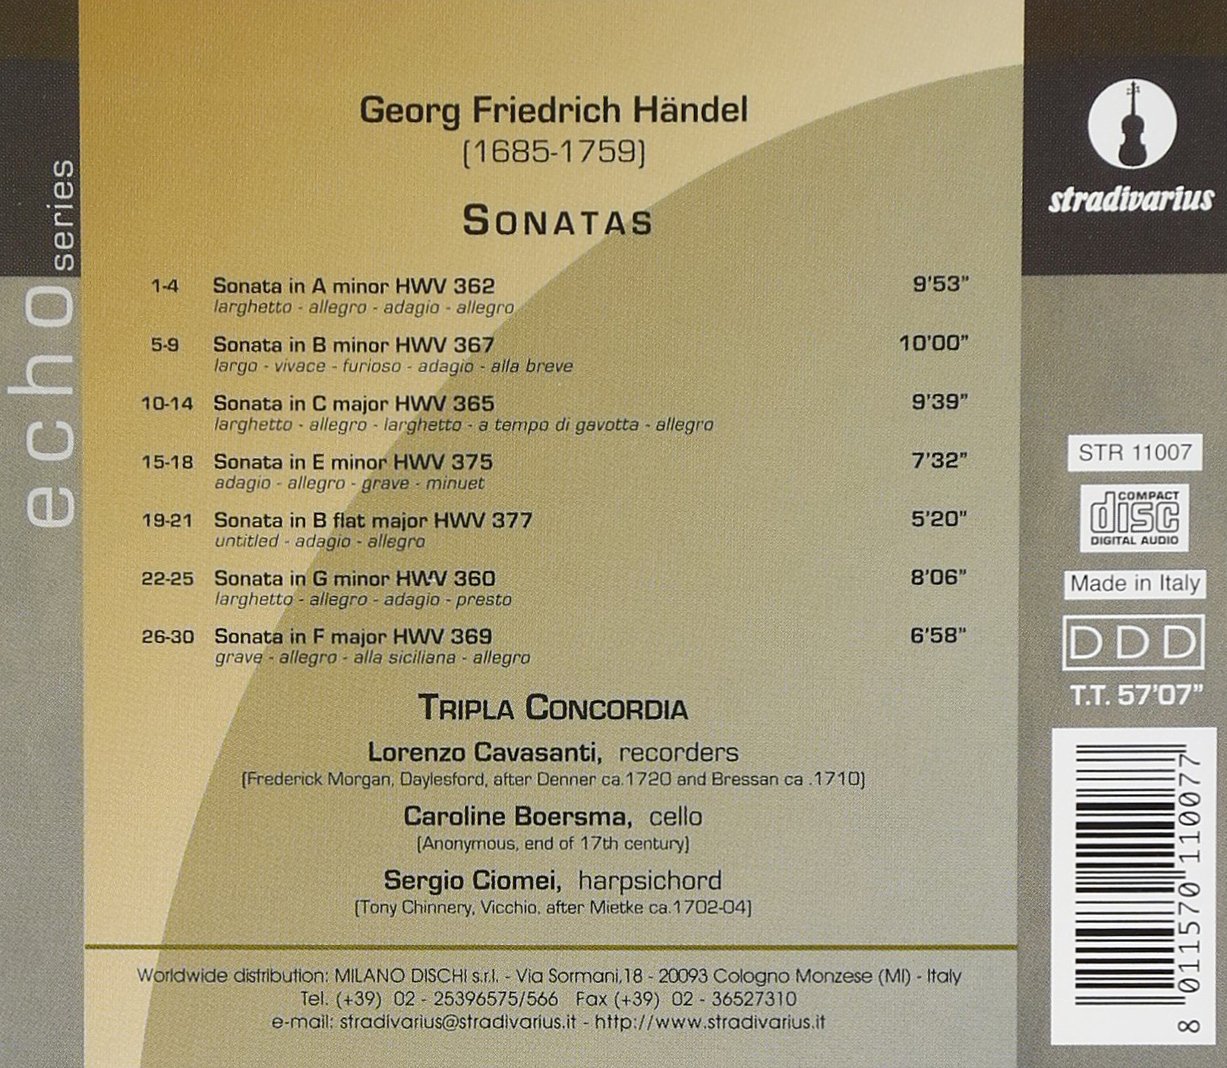 Georg Friedrich Händel
(1685-1759)
SONATAS
1-4 Sonata in A minor HWV 362 9'53"
larghetto - allegro - adagio - allegro
5-9 Sonata in B minor HWV 367 10'00"
largo - vivace - furioso - adagio - alla breve
10-14 Sonata in C major HWV 365 9'39"
larghetto - allegro - larghetto - a tempo di gavotta - allegro
15-18 Sonata in E minor HWV 375 7'32"
adagio - allegro - grave - minuet
19-21 Sonata in B flat major HWV 377 5'20"
untitled - adagio - allegro
22-25 Sonata in G minor HWV 360 8'06"
larghetto - allegro - adagio - presto
26-30 Sonata in F major HWV 369 6'58"
grave - allegro - alla siciliana - allegro
TRIPLA CONCORDIA
Lorenzo Cavasanti, recorders
(Frederick Morgan, Daylesford, after Denner ca.1720 and Bressan ca .1710)
Caroline Boersma, cello
(Anonymous, end of 17th century)
Sergio Ciomei, harpsichord
(Tony Chinnery, Vicchio, after Mietke ca.1702-04)
Worldwide distribution: MILANO DISCHI s.r.l. - Via Sormani,18 - 20093 Cologno Monzese (MI) - Italy
Tel. (+39) 02 - 25396575/566 Fax (+39) 02 - 36527310
e-mail: stradivarius@stradivarius.it - http://www.stradivarius.it
echo series
stradivarius
STR 11007
COMPACT
disc
DIGITAL AUDIO
Made in Italy
DDD
T.T. 57'07"
8 011570 110077